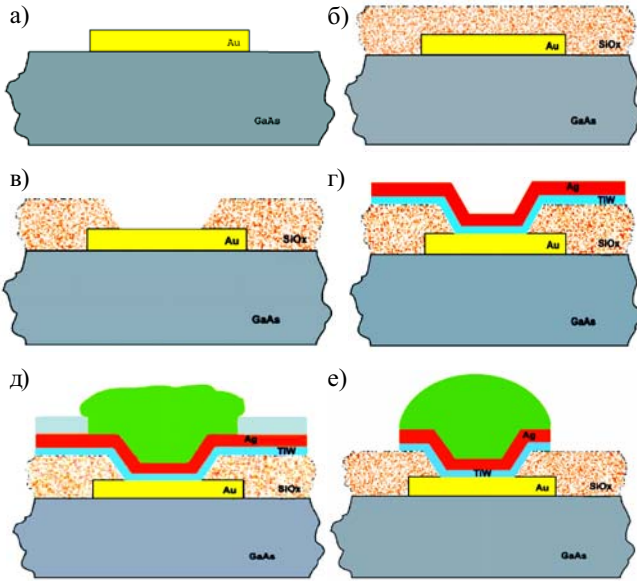 а)
Au
GaAs
б)
Au
SiOx
GaAs
в)
Au
SiOx
GaAs
г)
Ag
TiW
Au
SiOx
GaAs
д)
Ag
TiW
SiOx
Au
GaAs
е)
Ag
TiW
Au
SiOx
GaAs